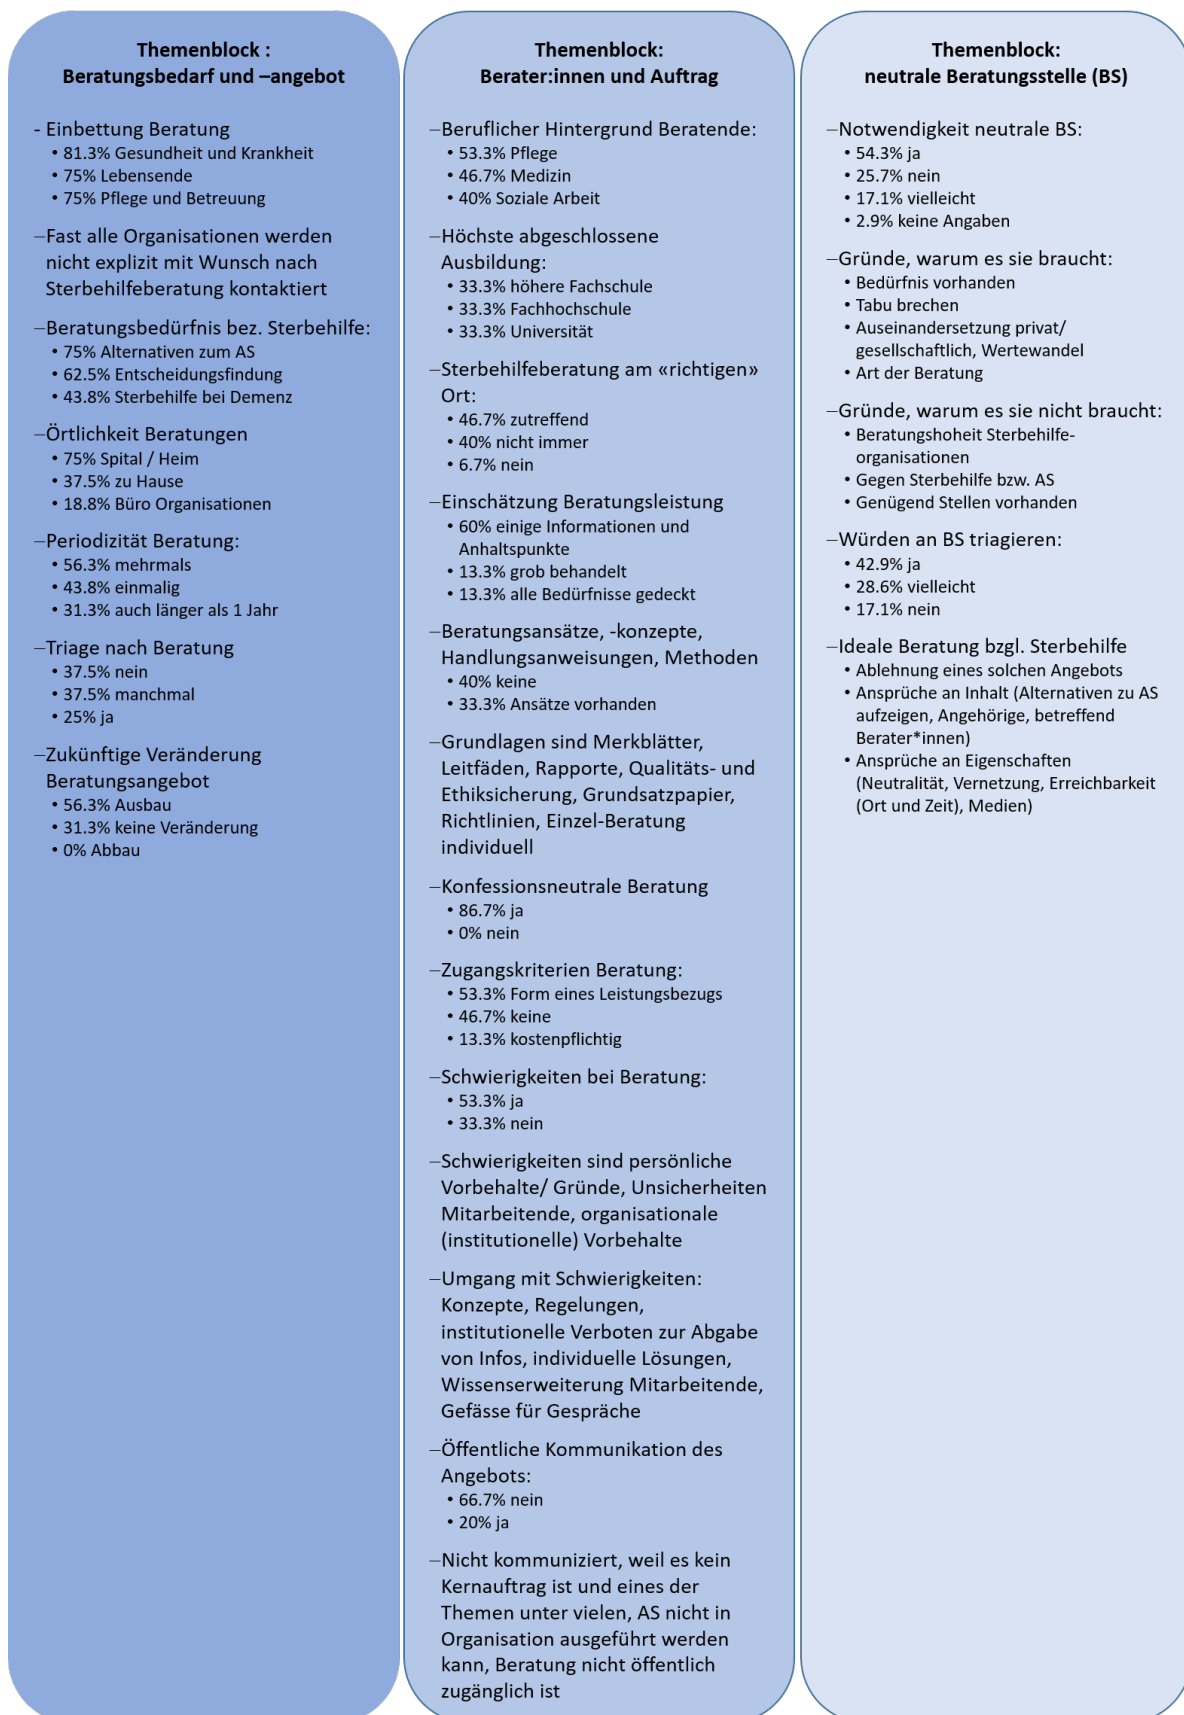 Themenblock :
Beratungsbedarf und –angebot
- Einbettung Beratung
• 81.3% Gesundheit und Krankheit
• 75% Lebensende
• 75% Pflege und Betreuung
–Fast alle Organisationen werden
nicht explizit mit Wunsch nach
Sterbehilfeberatung kontaktiert
–Beratungsbedürfnis bez. Sterbehilfe:
• 75% Alternativen zum AS
• 62.5% Entscheidungsfindung
• 43.8% Sterbehilfe bei Demenz
–Örtlichkeit Beratungen
• 75% Spital / Heim
• 37.5% zu Hause
• 18.8% Büro Organisationen
–Periodizität Beratung:
• 56.3% mehrmals
• 43.8% einmalig
• 31.3% auch länger als 1 Jahr
–Triage nach Beratung
• 37.5% nein
• 37.5% manchmal
• 25% ja
–Zukünftige Veränderung
Beratungsangebot
• 56.3% Ausbau
• 31.3% keine Veränderung
• 0% Abbau
Themenblock:
Berater:innen und Auftrag
–Beruflicher Hintergrund Beratende:
• 53.3% Pflege
• 46.7% Medizin
• 40% Soziale Arbeit
–Höchste abgeschlossene
Ausbildung:
• 33.3% höhere Fachschule
• 33.3% Fachhochschule
• 33.3% Universität
–Sterbehilfeberatung am «richtigen»
Ort:
• 46.7% zutreffend
• 40% nicht immer
• 6.7% nein
–Einschätzung Beratungsleistung
• 60% einige Informationen und
Anhaltspunkte
• 13.3% grob behandelt
• 13.3% alle Bedürfnisse gedeckt
–Beratungsansätze, -konzepte,
Handlungsanweisungen, Methoden
• 40% keine
• 33.3% Ansätze vorhanden
–Grundlagen sind Merkblätter,
Leitfäden, Rapporte, Qualitäts- und
Ethiksicherung, Grundsatzpapier,
Richtlinien, Einzel-Beratung
individuell
–Konfessionsneutrale Beratung
• 86.7% ja
• 0% nein
–Zugangskriterien Beratung:
• 53.3% Form eines Leistungsbezugs
• 46.7% keine
• 13.3% kostenpflichtig
–Schwierigkeiten bei Beratung:
• 53.3% ja
• 33.3% nein
–Schwierigkeiten sind persönliche
Vorbehalte/ Gründe, Unsicherheiten
Mitarbeitende, organisationale
(institutionelle) Vorbehalte
–Umgang mit Schwierigkeiten:
Konzepte, Regelungen,
institutionelle Verboten zur Abgabe
von Infos, individuelle Lösungen,
Wissenserweiterung Mitarbeitende,
Gefässe für Gespräche
–Öffentliche Kommunikation des
Angebots:
• 66.7% nein
• 20% ja
–Nicht kommuniziert, weil es kein
Kernauftrag ist und eines der
Themen unter vielen, AS nicht in
Organisation ausgeführt werden
kann, Beratung nicht öffentlich
zugänglich ist
Themenblock:
neutrale Beratungsstelle (BS)
–Notwendigkeit neutrale BS:
• 54.3% ja
• 25.7% nein
• 17.1% vielleicht
• 2.9% keine Angaben
–Gründe, warum es sie braucht:
• Bedürfnis vorhanden
• Tabu brechen
• Auseinandersetzung privat/
gesellschaftlich, Wertewandel
• Art der Beratung
–Gründe, warum es sie nicht braucht:
• Beratungshoheit Sterbehilfe-
organisationen
• Gegen Sterbehilfe bzw. AS
• Genügend Stellen vorhanden
–Würden an BS triagieren:
• 42.9% ja
• 28.6% vielleicht
• 17.1% nein
–Ideale Beratung bzgl. Sterbehilfe
• Ablehnung eines solchen Angebots
• Ansprüche an Inhalt (Alternativen zu AS
aufzeigen, Angehörige, betreffend
Berater*innen)
• Ansprüche an Eigenschaften
(Neutralität, Vernetzung, Erreichbarkeit
(Ort und Zeit), Medien)